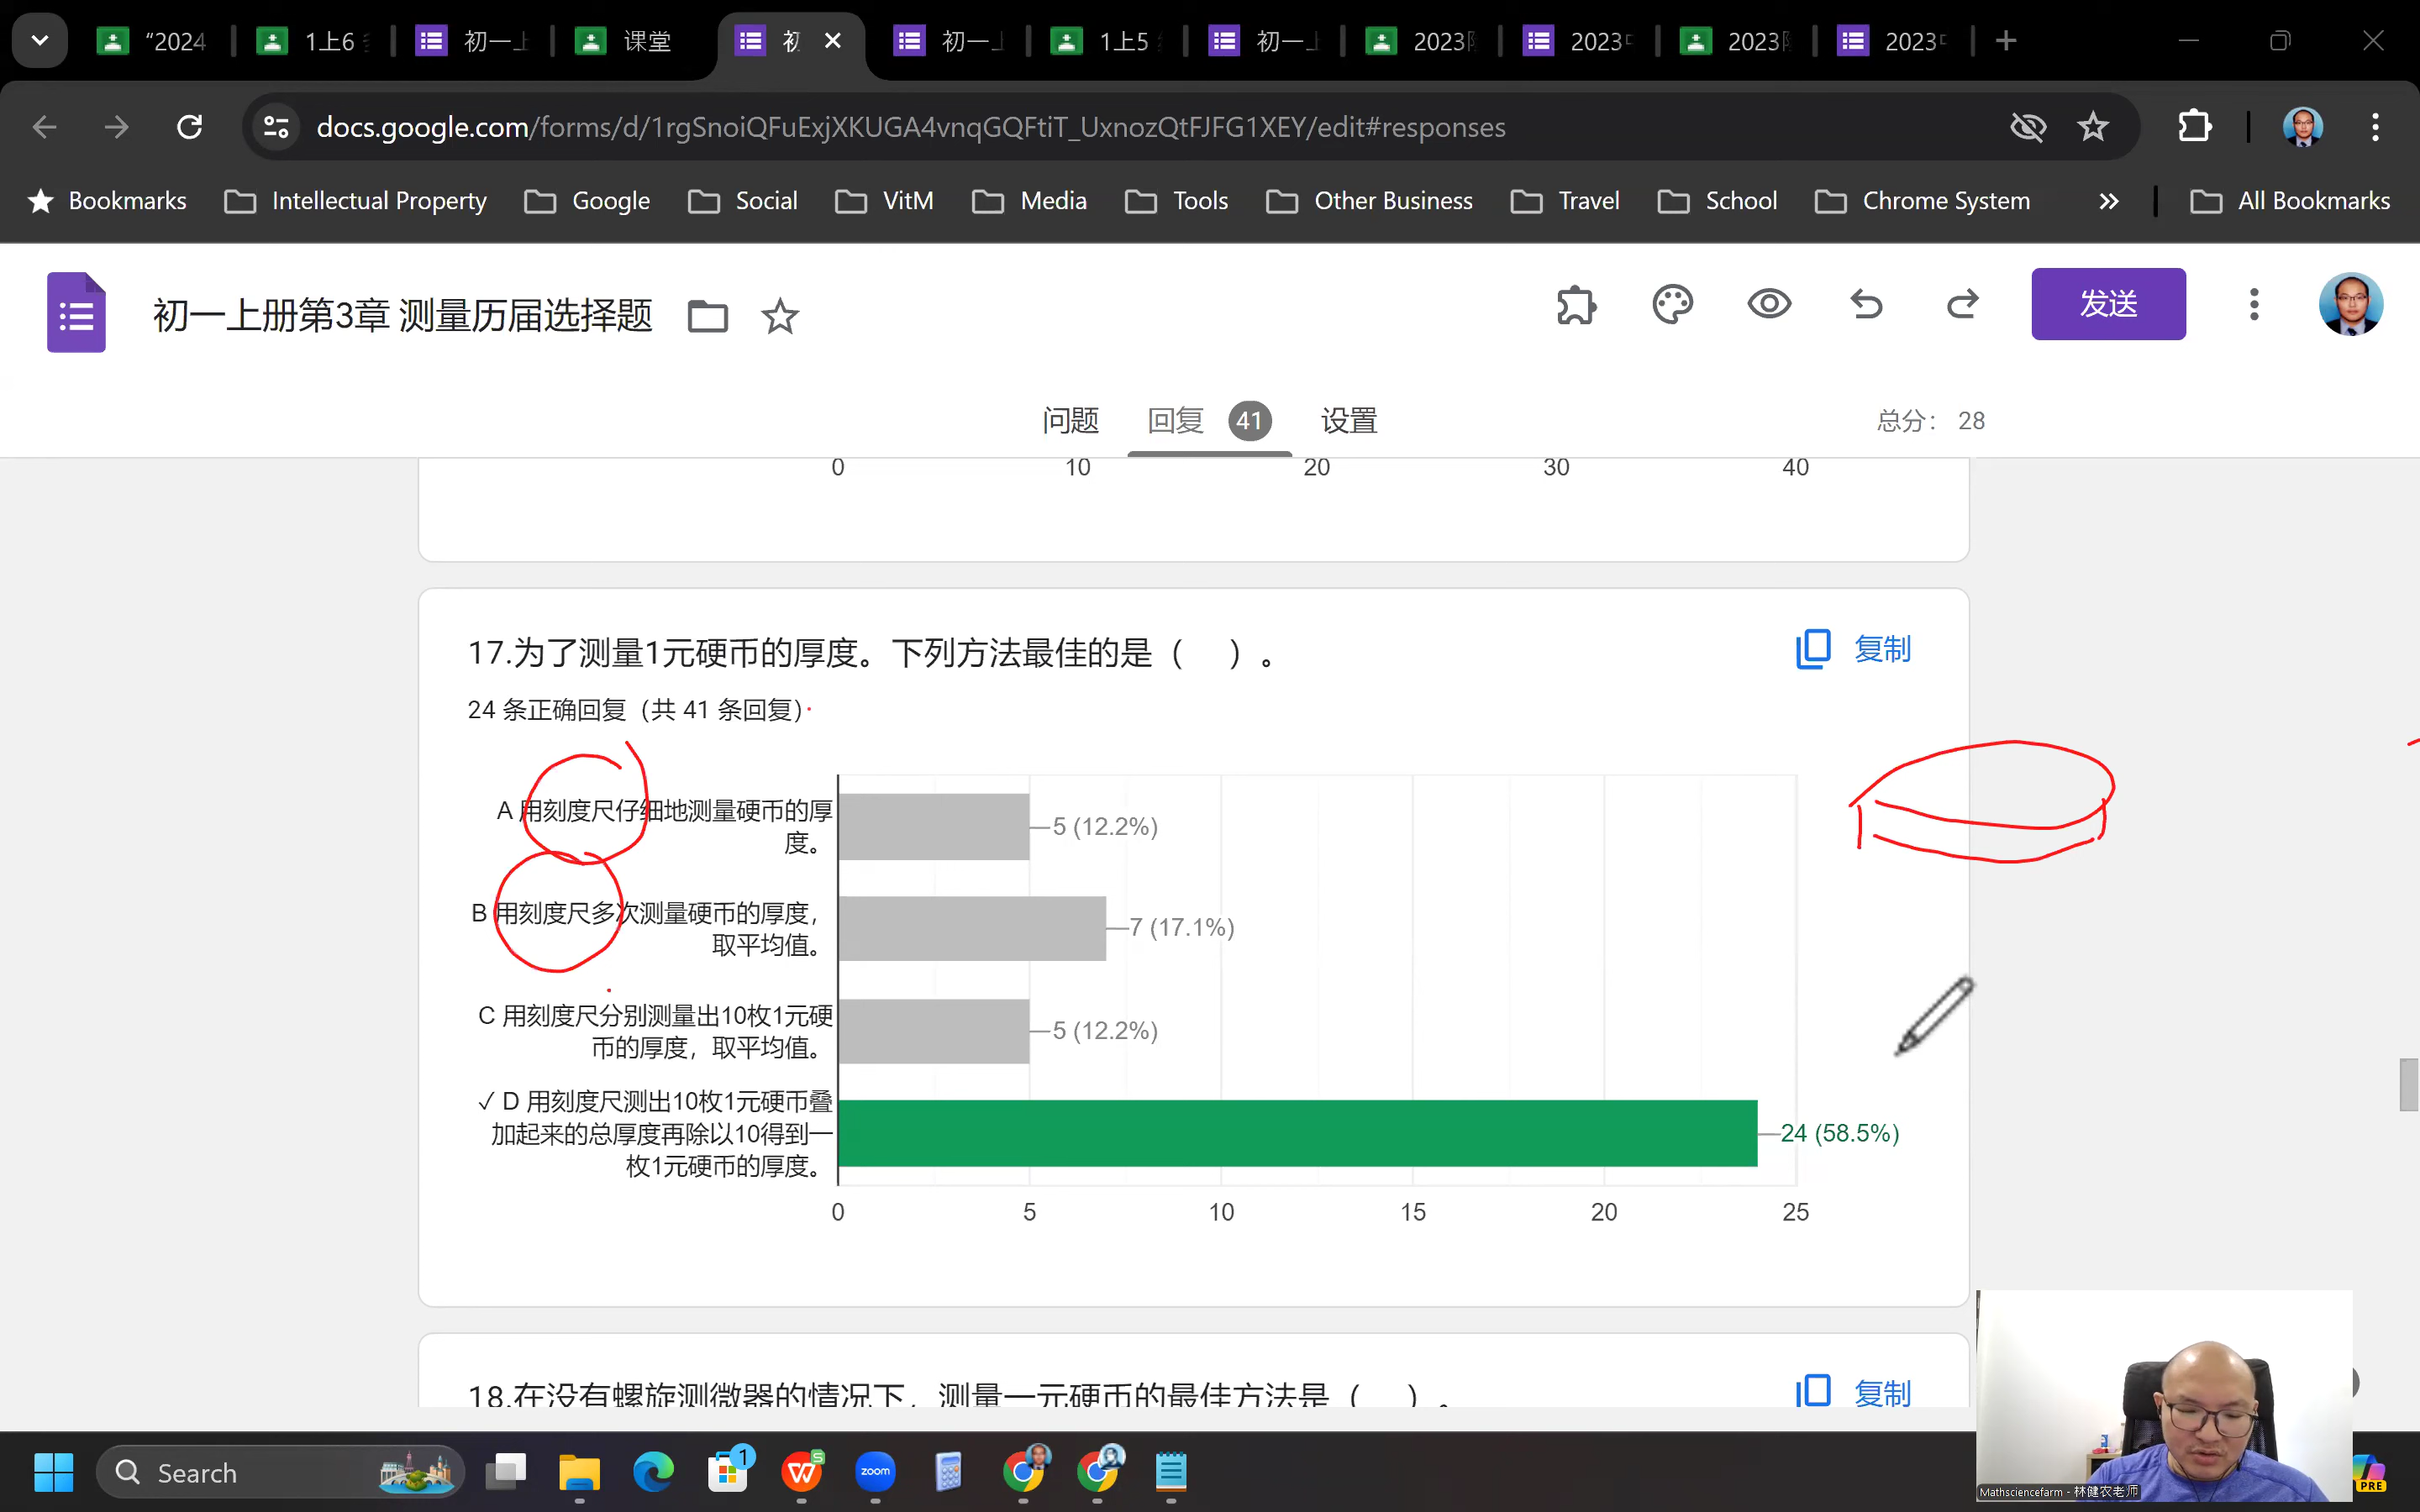 “2024
1上6
初一上
课堂
初
初一上
1上5
初一上
2023
2023
2023
2023
docs.google.com/forms/d/1rgSnoiQFuExjXKUGA4vnqGQFtiT_UxnozQtFJFG1XEY/edit#responses
Bookmarks
Intellectual Property
Google
Social
VitM
Media
Tools
Other Business
Travel
School
Chrome System
All Bookmarks
初一上册第3章 测量历届选择题
发送
问题
回复 41
设置
总分： 28
0 10 20 30 40
17.为了测量1元硬币的厚度。下列方法最佳的是（ ）。
复制
24 条正确回复（共 41 条回复）
A 用刻度尺仔细地测量硬币的厚
度。
5 (12.2%)
B 用刻度尺多次测量硬币的厚度，
取平均值。
7 (17.1%)
C 用刻度尺分别测量出10枚1元硬
币的厚度，取平均值。
5 (12.2%)
✓ D 用刻度尺测出10枚1元硬币叠
加起来的总厚度再除以10得到一
枚1元硬币的厚度。
24 (58.5%)
0 5 10 15 20 25
18.在没有螺旋测微器的情况下，测量一元硬币的最佳方法是（ ）。
复制
Mathsciencefarm - 林健农老师
Search
1
S
zoom
PRE